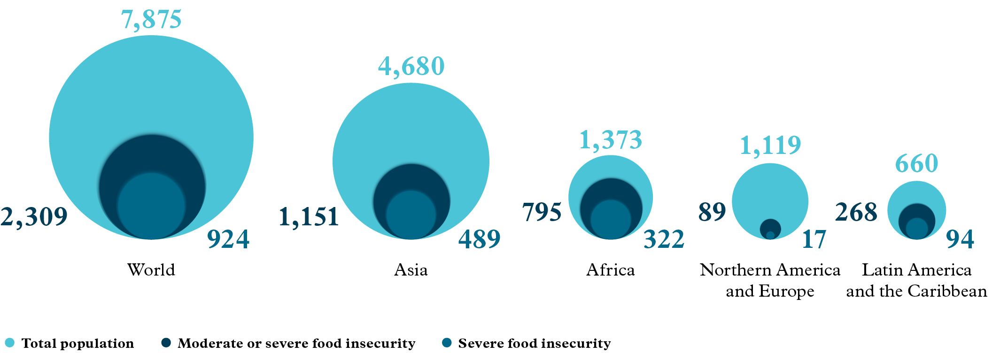 7,875
2,309
924
World
4,680
1,151
489
Asia
1,373
795
322
Africa
1,119
89
17
Northern America
and Europe
660
268
94
Latin America
and the Caribbean
Total population
Moderate or severe food insecurity
Severe food insecurity